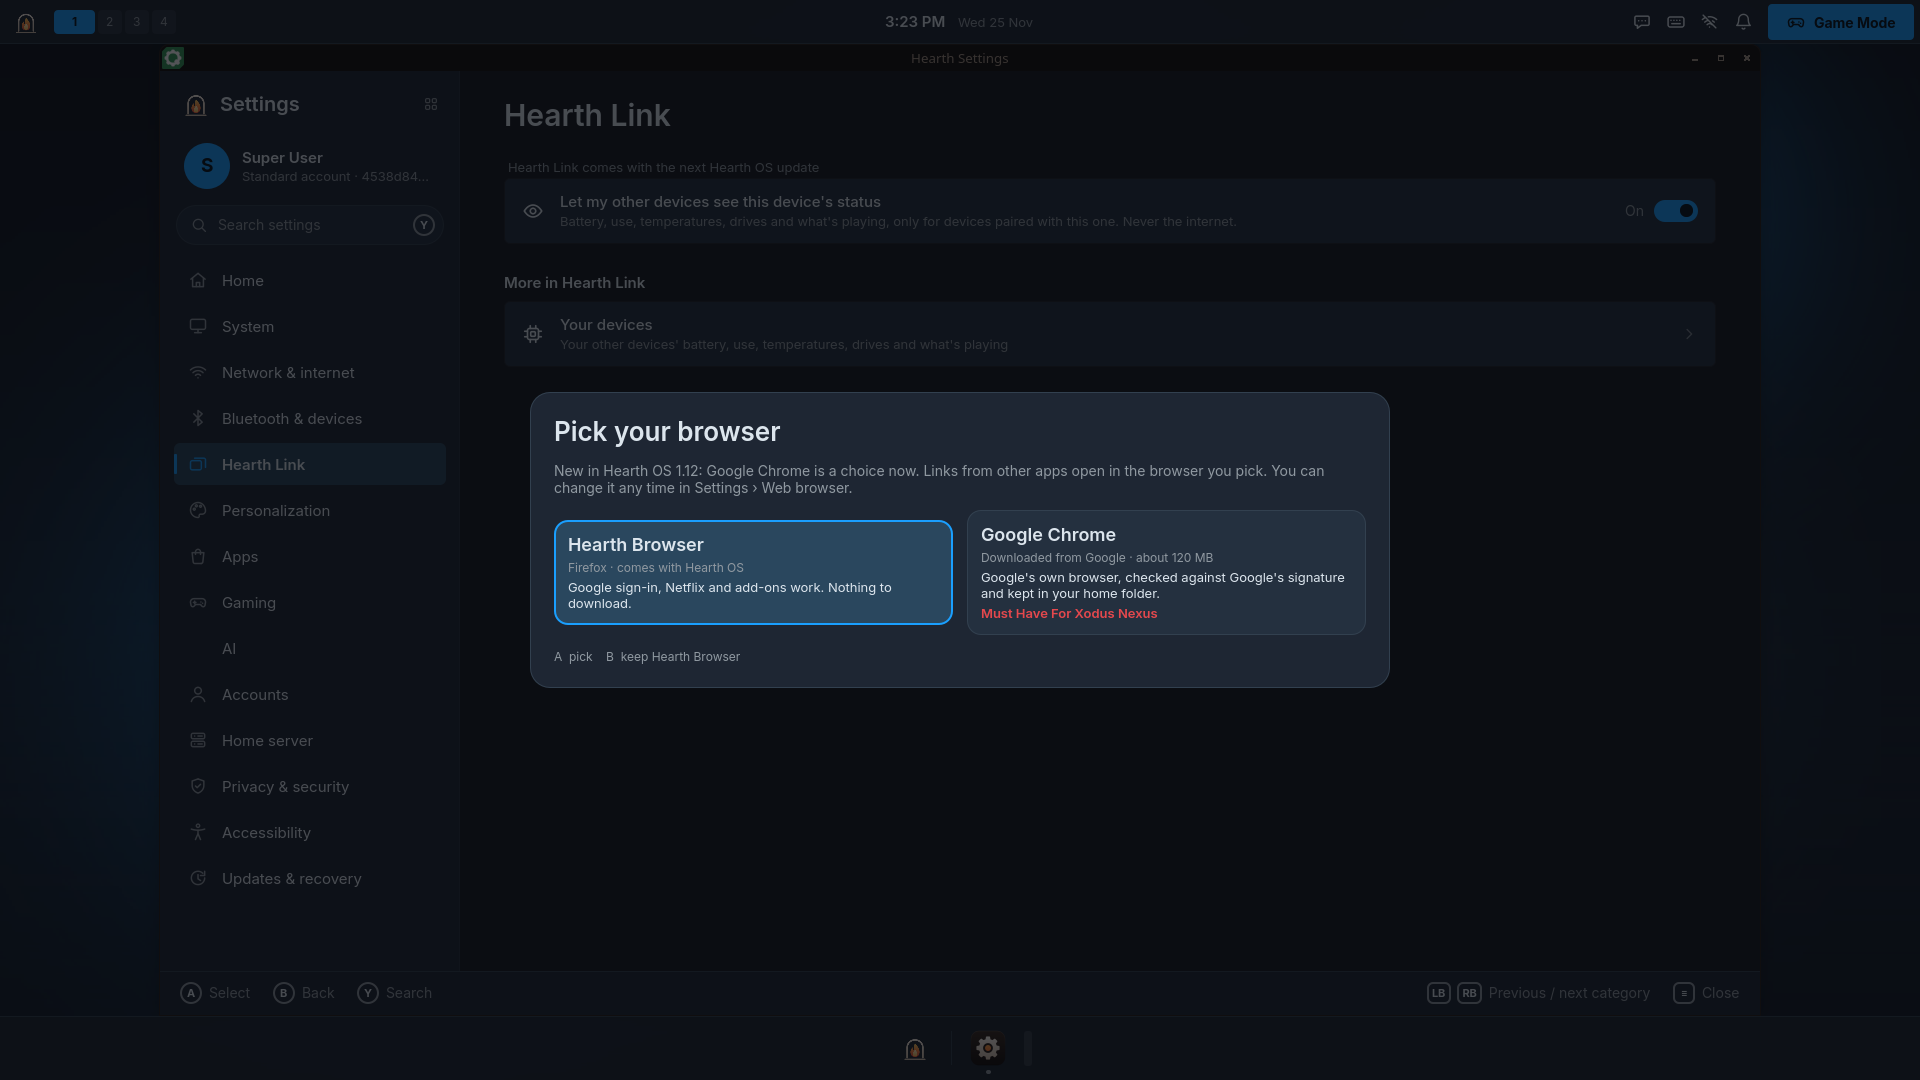 1 2 3 4
3:23 PM Wed 25 Nov
Game Mode
Hearth Settings
Settings
S
Super User
Standard account · 4538d84...
Search settings Y
Home
System
Network & internet
Bluetooth & devices
Hearth Link
Personalization
Apps
Gaming
AI
Accounts
Home server
Privacy & security
Accessibility
Updates & recovery
Hearth Link
Hearth Link comes with the next Hearth OS update
Let my other devices see this device's status
Battery, use, temperatures, drives and what's playing, only for devices paired with this one. Never the internet.
On
More in Hearth Link
Your devices
Your other devices' battery, use, temperatures, drives and what's playing
Pick your browser
New in Hearth OS 1.12: Google Chrome is a choice now. Links from other apps open in the browser you pick. You can
change it any time in Settings › Web browser.
Hearth Browser
Firefox · comes with Hearth OS
Google sign-in, Netflix and add-ons work. Nothing to
download.
Google Chrome
Downloaded from Google · about 120 MB
Google's own browser, checked against Google's signature
and kept in your home folder.
Must Have For Xodus Nexus
A pick B keep Hearth Browser
A Select B Back Y Search
LB RB Previous / next category ≡ Close